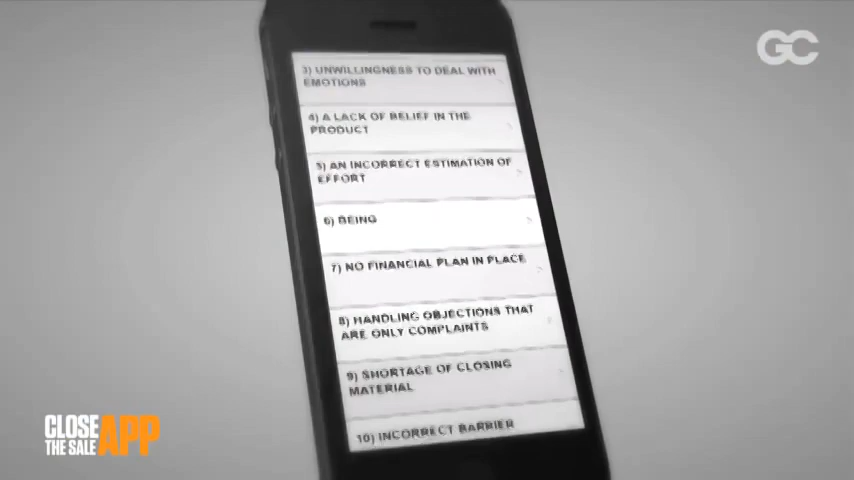 GC
3) UNWILLINGNESS TO DEAL WITH
EMOTIONS
4) A LACK OF BELIEF IN THE
PRODUCT
5) AN INCORRECT ESTIMATION OF
EFFORT
6) BEING
7) NO FINANCIAL PLAN IN PLACE
8) HANDLING OBJECTIONS THAT
ARE ONLY COMPLAINTS
9) SHORTAGE OF CLOSING
MATERIAL
10) INCORRECT BARRIER
CLOSE
THE SALE
APP